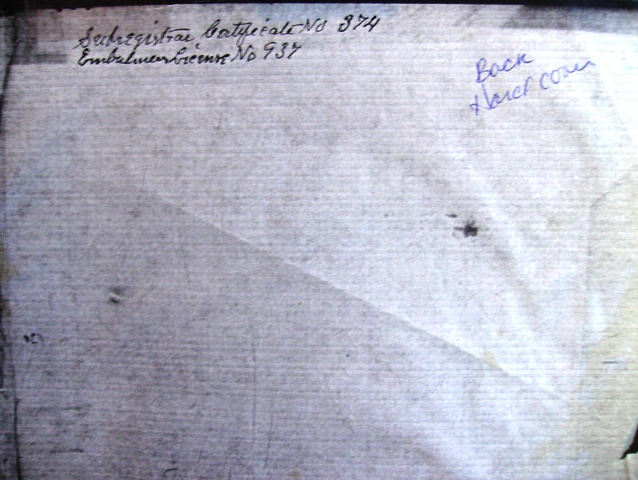 Subregistrar Certificate No 374
Embalmers License No 937
Back
Hard cover